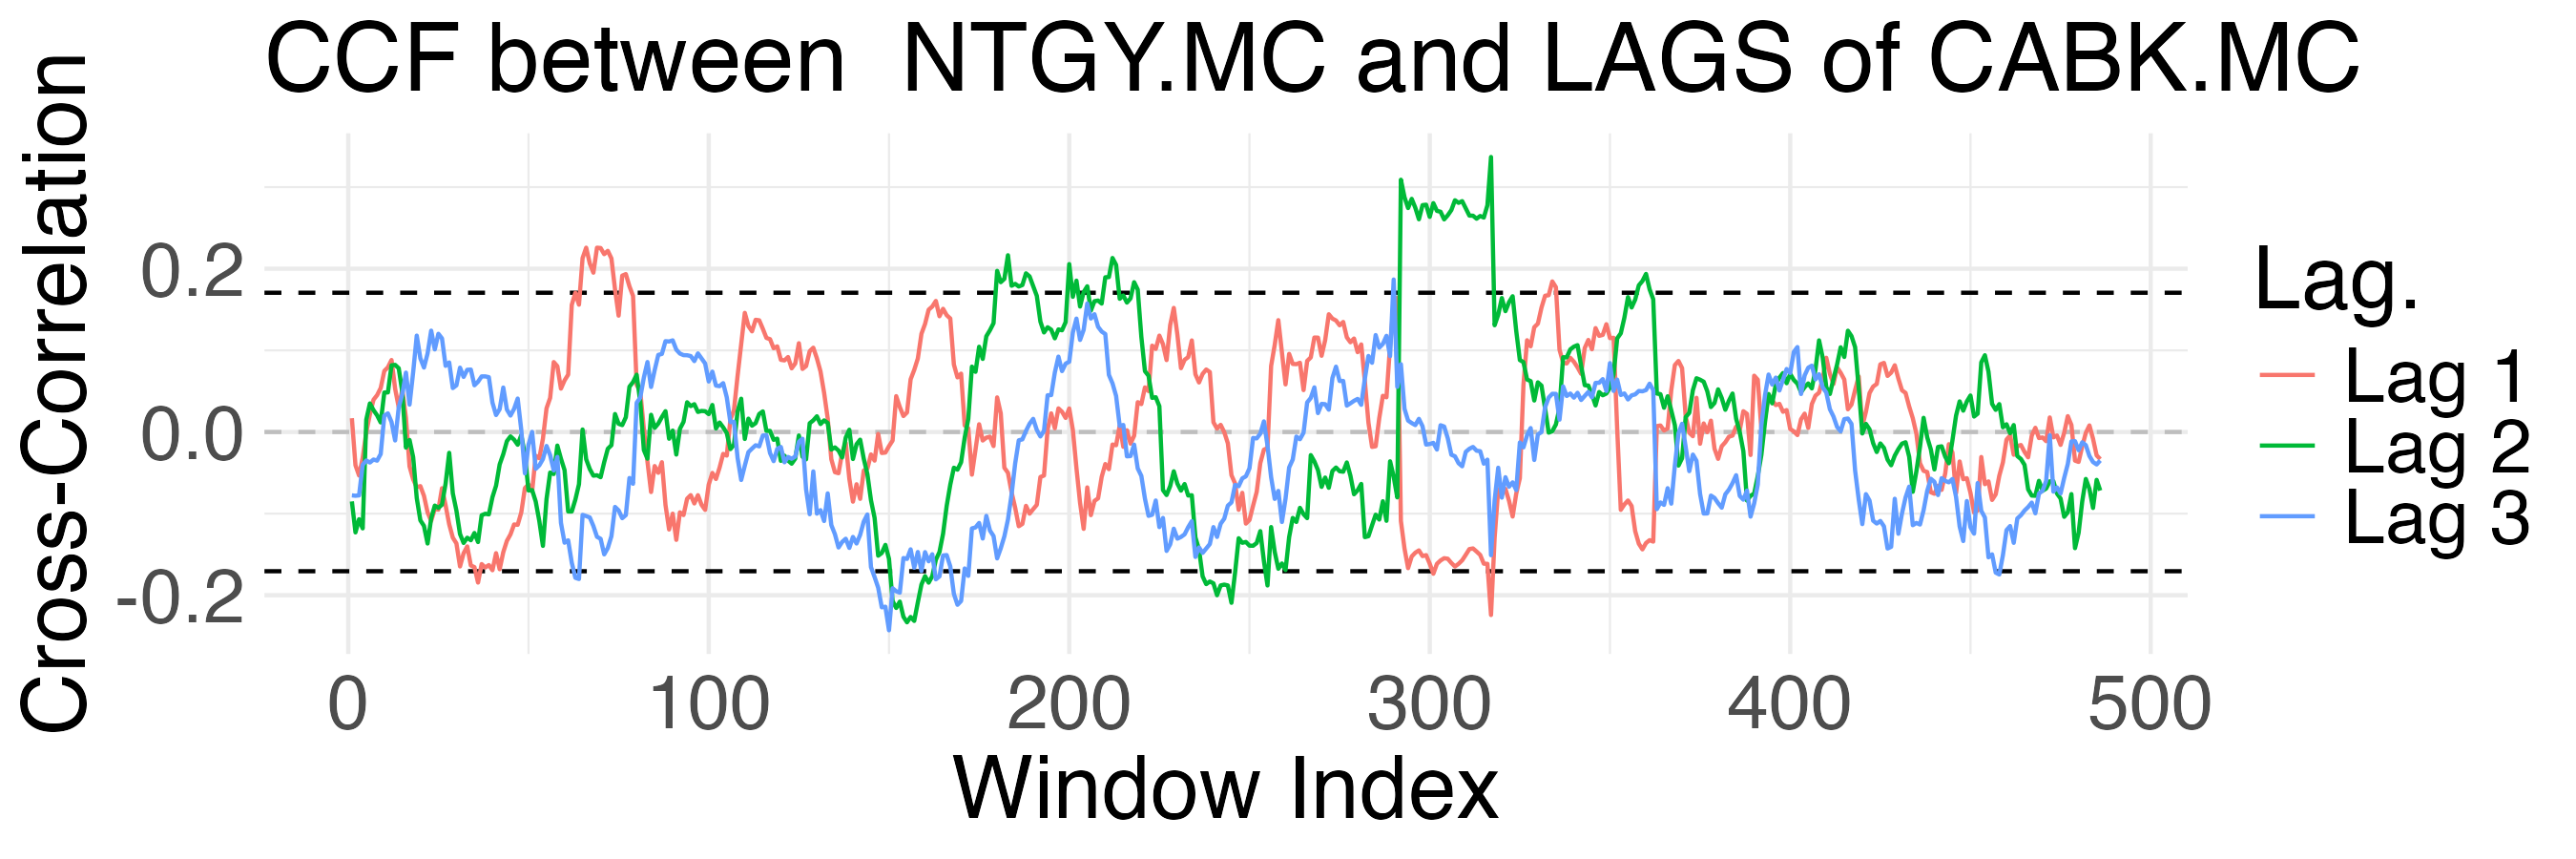 CCF between  NTGY.MC and LAGS of CABK.MC
Cross-Correlation
0.2
0.0
-0.2
0
100
200
300
400
500
Window Index
Lag.
Lag 1
Lag 2
Lag 3